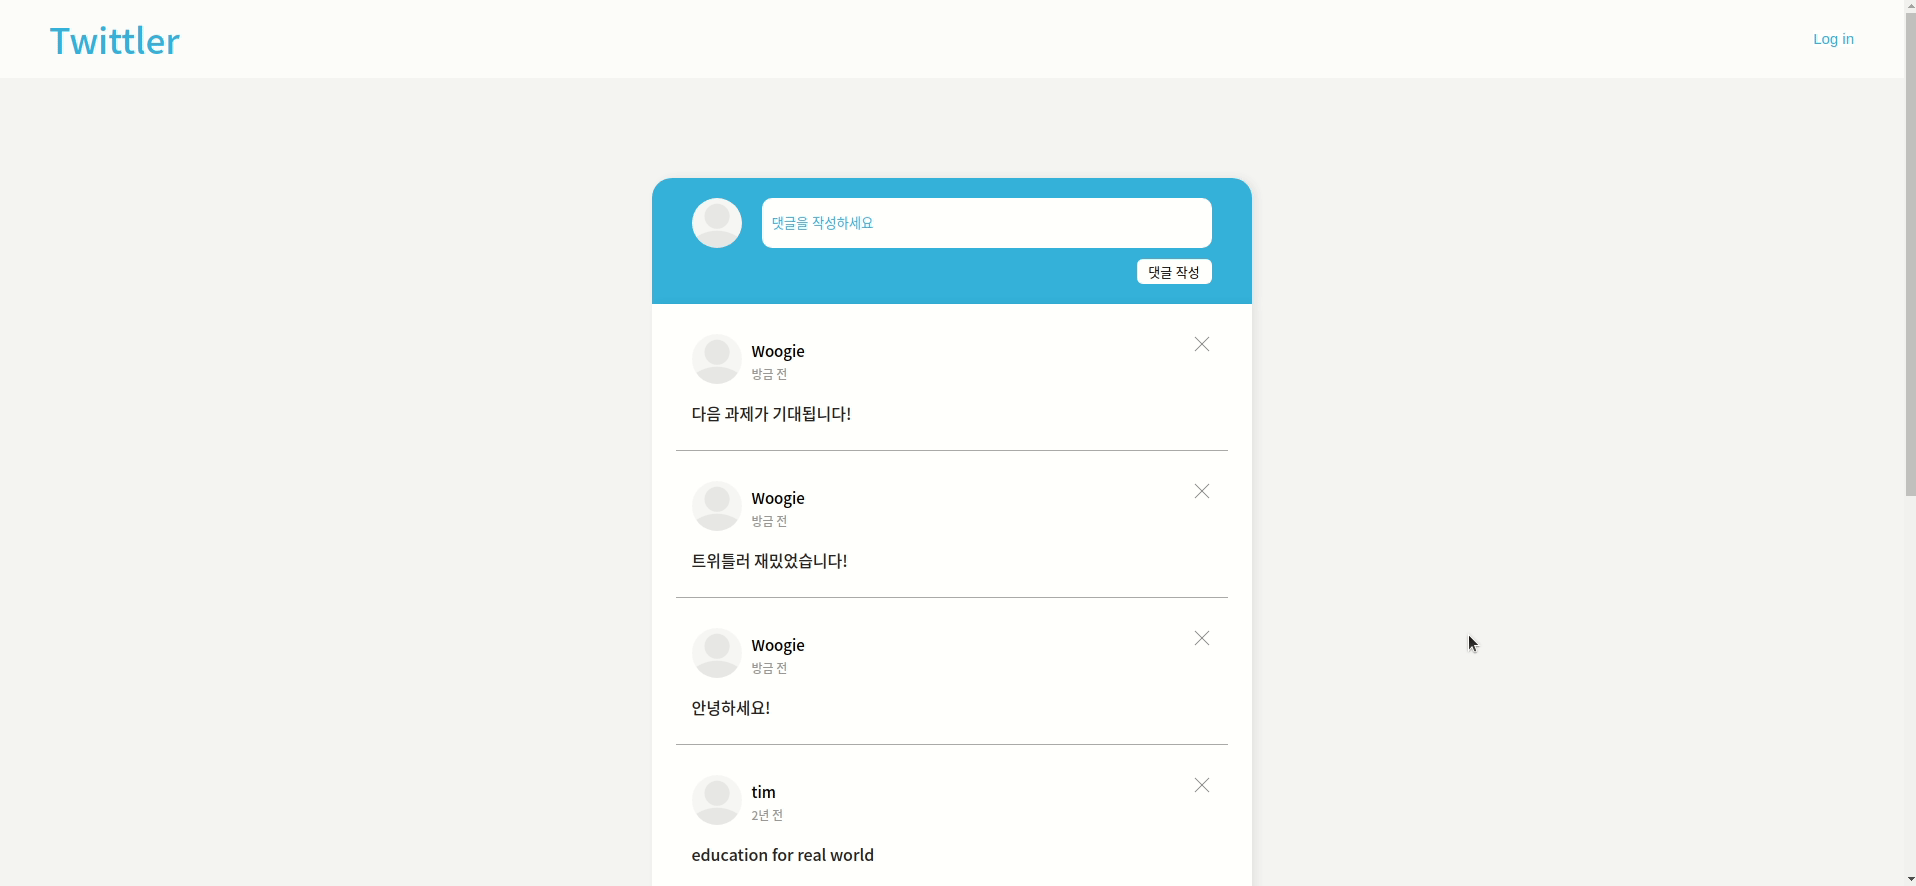 Twittler
Log in
댓글을 작성하세요
댓글 작성
Woogie
방금 전
다음 과제가 기대됩니다!
Woogie
방금 전
트위틀러 재밌었습니다!
Woogie
방금 전
안녕하세요!
tim
2년 전
education for real world